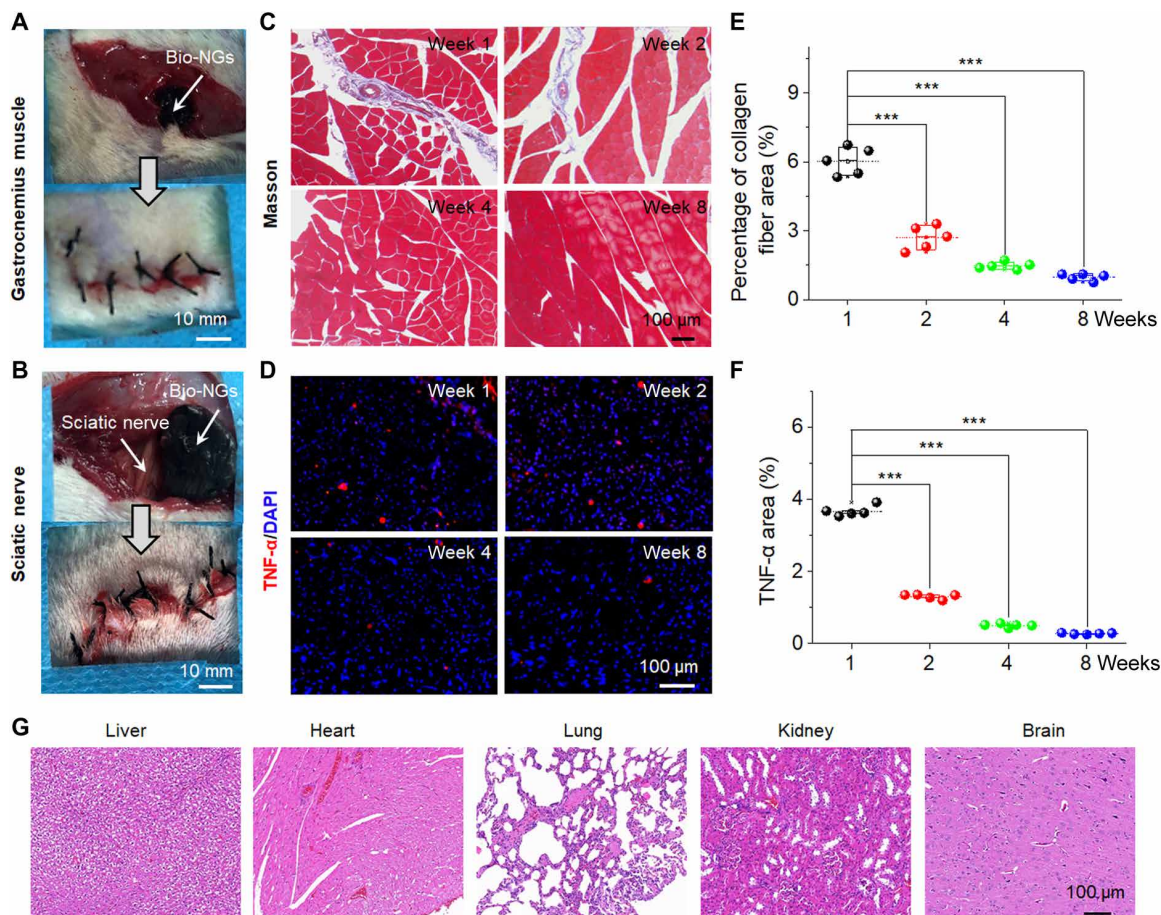 A
Gastrocnemius muscle
Bio-NGs
10 mm
B
Sciatic nerve
Bio-NGs
Sciatic nerve
10 mm
C
Masson
Week 1
Week 2
Week 4
Week 8
100 µm
D
TNF-α/DAPI
Week 1
Week 2
Week 4
Week 8
100 µm
E
Percentage of collagen
fiber area (%)
9
6
3
0
***
***
***
1 2 4 8 Weeks
F
TNF-α area (%)
6
4
2
0
***
***
***
1 2 4 8 Weeks
G
Liver Heart Lung Kidney Brain
100 µm